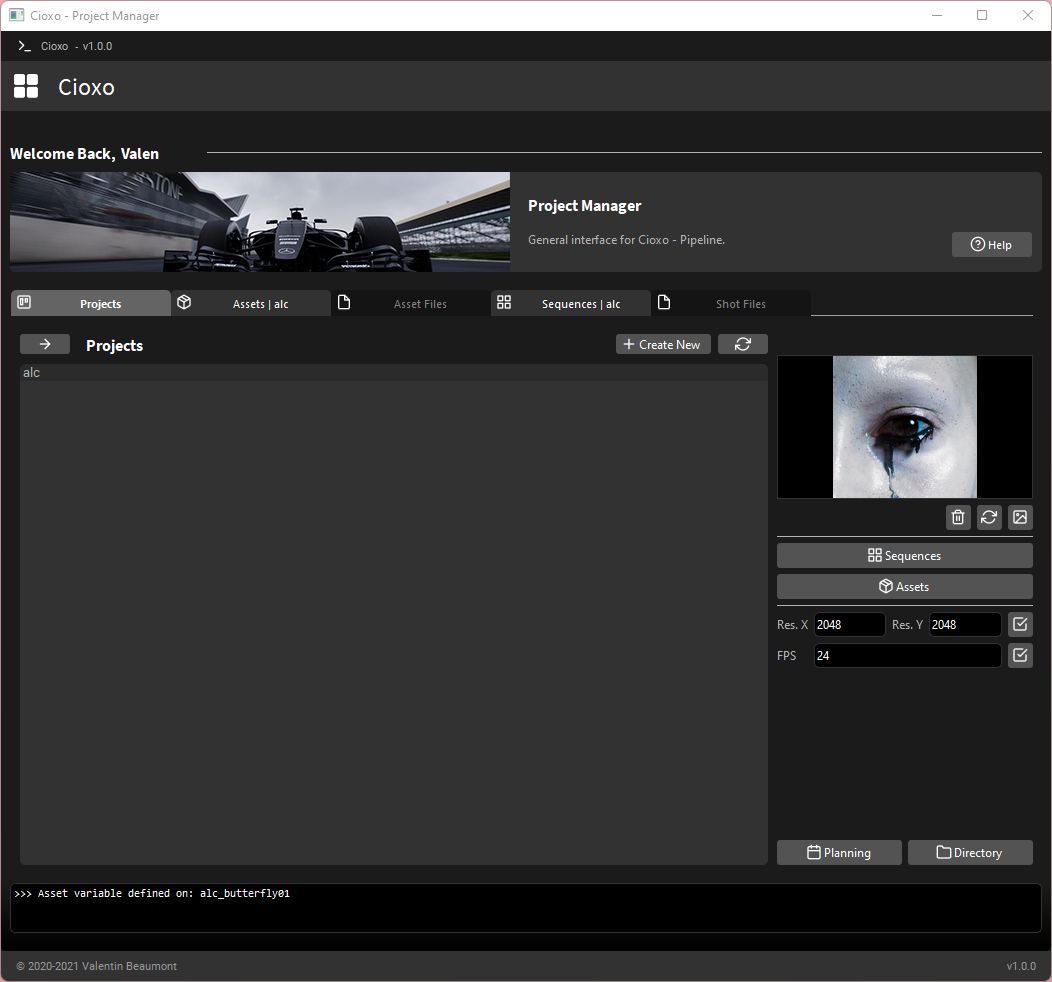 Cioxo - Project Manager
Cioxo - v1.0.0
Cioxo
Welcome Back, Valen
STONE
Project Manager
General interface for Cioxo - Pipeline.
Help
Projects
Assets | alc
Asset Files
Sequences | alc
Shot Files
Projects
Create New
alc
Sequences
Assets
Res. X 2048 Res. Y 2048
FPS 24
Planning
Directory
>>> Asset variable defined on: alc_butterfly01
© 2020-2021 Valentin Beaumont
v1.0.0